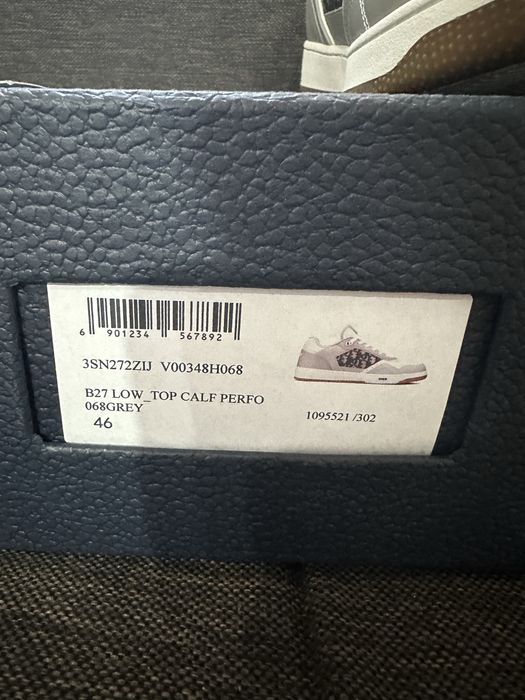 6 901234 567892
3SN272ZIJ V00348H068
B27 LOW_TOP CALF PERFO
068GREY
46
1095521 /302